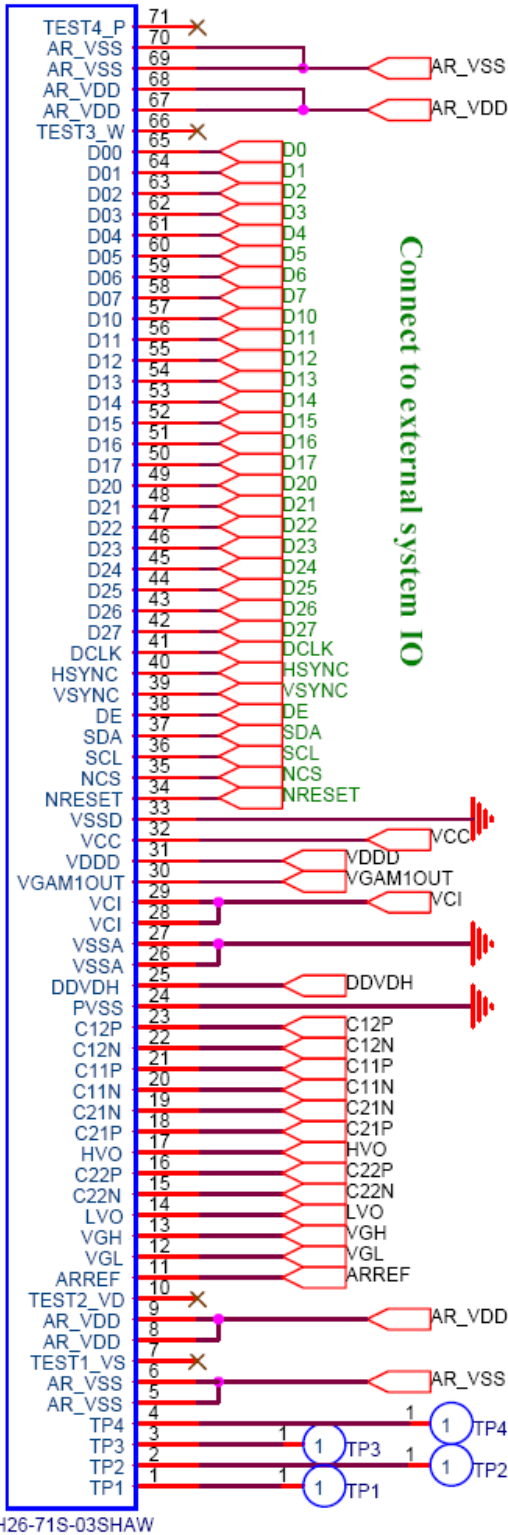 TEST4_P 71
AR_VSS 70
AR_VSS 69 AR_VSS
AR_VDD 68
AR_VDD 67 AR_VDD
TEST3_W 66
D00 65 D0
D01 64 D1
D02 63 D2
D03 62 D3
D04 61 D4
D05 60 D5
D06 59 D6
D07 58 D7
D10 57 D10
D11 56 D11
D12 55 D12
D13 54 D13
D14 53 D14
D15 52 D15
D16 51 D16
D17 50 D17
D20 49 D20
D21 48 D21
D22 47 D22
D23 46 D23
D24 45 D24
D25 44 D25
D26 43 D26
D27 42 D27
DCLK 41 DCLK
HSYNC 40 HSYNC
VSYNC 39 VSYNC
DE 38 DE
SDA 37 SDA
SCL 36 SCL
NCS 35 NCS
NRESET 34 NRESET
VSSD 33
VCC 32 VCC
VDDD 31 VDDD
VGAM1OUT 30 VGAM1OUT
VCI 29 VCI
VCI 28
VSSA 27
VSSA 26
DDVDH 25 DDVDH
PVSS 24
C12P 23 C12P
C12N 22 C12N
C11P 21 C11P
C11N 20 C11N
C21N 19 C21N
C21P 18 C21P
HVO 17 HVO
C22P 16 C22P
C22N 15 C22N
LVO 14 LVO
VGH 13 VGH
VGL 12 VGL
ARREF 11 ARREF
TEST2_VD 10
AR_VDD 9 AR_VDD
AR_VDD 8
TEST1_VS 7
AR_VSS 6 AR_VSS
AR_VSS 5
TP4 4 1 1 TP4
TP3 3 1 1 TP3
TP2 2 1 1 TP2
TP1 1 1 1 TP1
Connect to external system IO
H26-71S-03SHAW